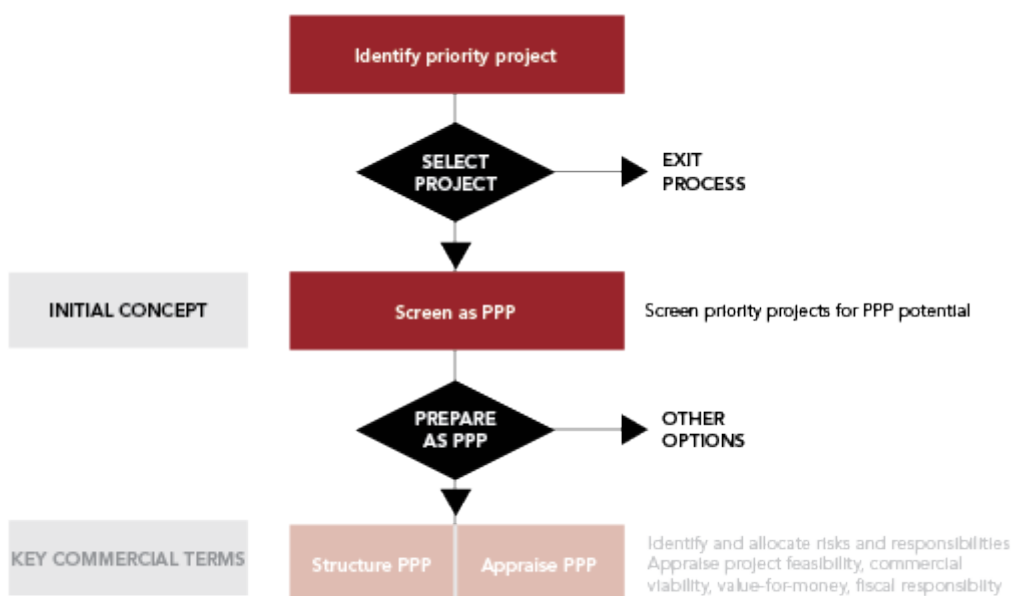 Identify priority project
SELECT
PROJECT
EXIT
PROCESS
INITIAL CONCEPT
Screen as PPP
Screen priority projects for PPP potential
PREPARE
AS PPP
OTHER
OPTIONS
KEY COMMERCIAL TERMS
Structure PPP
Appraise PPP
Identify and allocate risks and responsibilities
Appraise project feasibility, commercial
viability, value-for-money, fiscal responsiblity